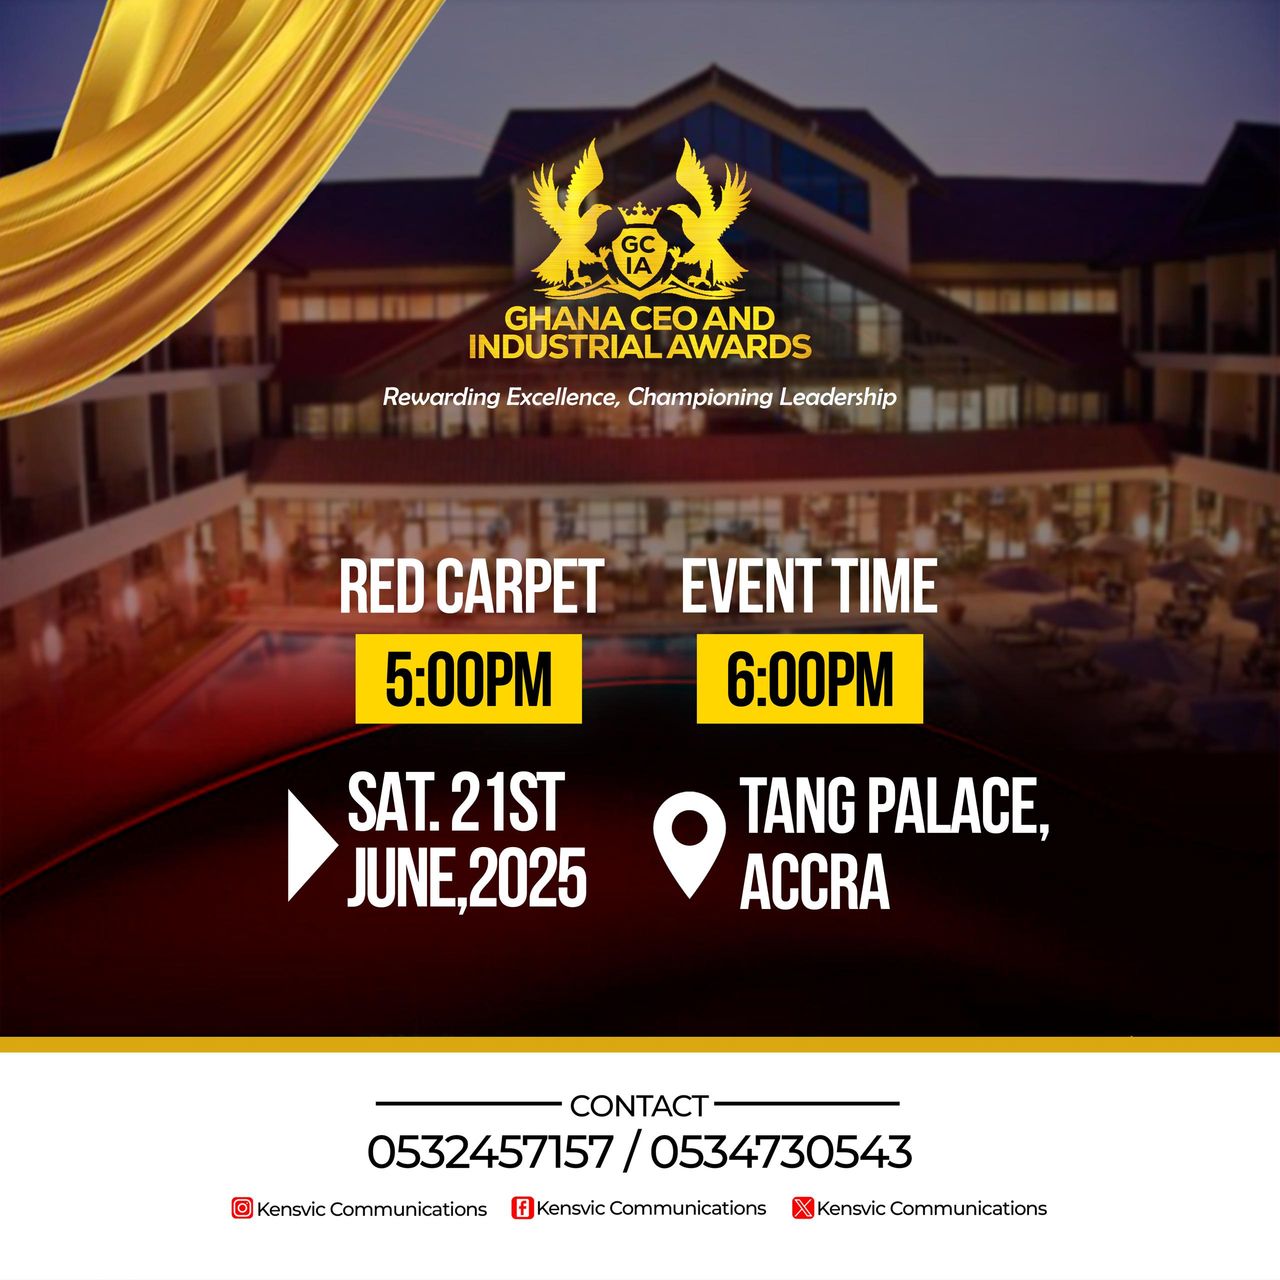 GC
IA
GHANA CEO AND
INDUSTRIAL AWARDS
Rewarding Excellence, Championing Leadership
RED CARPET
5:00PM
EVENT TIME
6:00PM
SAT. 21ST
JUNE,2025
TANG PALACE,
ACCRA
CONTACT
0532457157 / 0534730543
Kensvic Communications
Kensvic Communications
Kensvic Communications